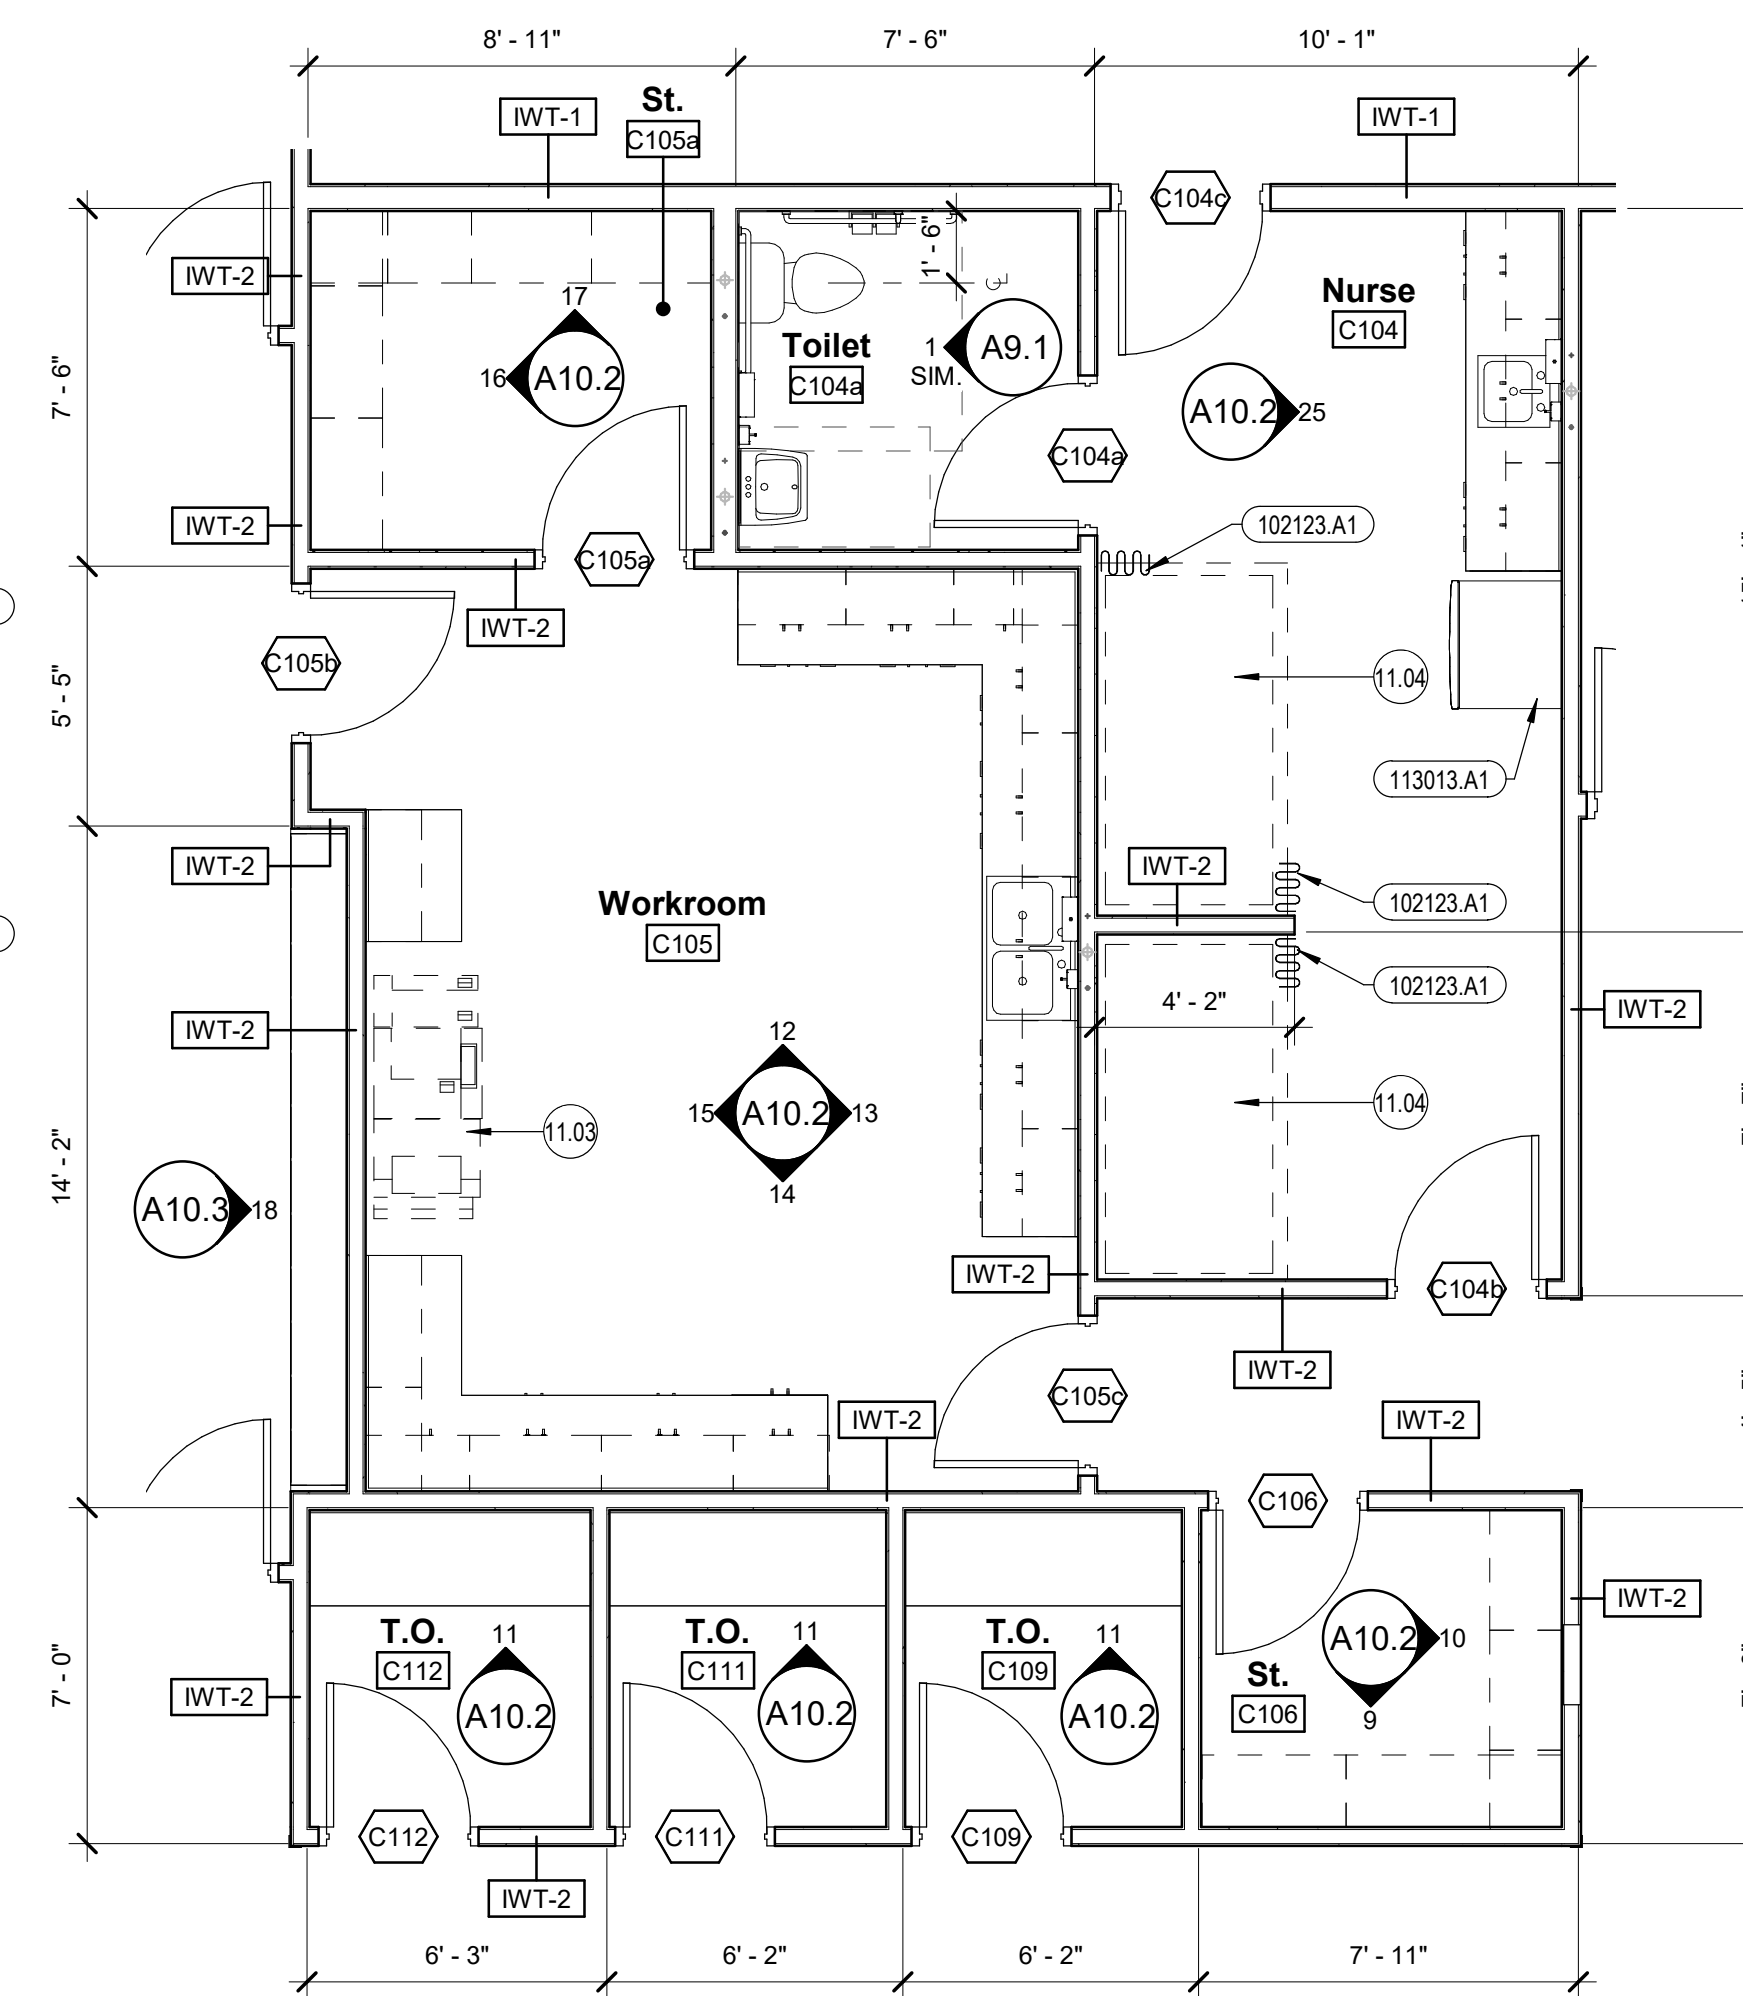 8' - 11"
7' - 6"
10' - 1"
IWT-1
St.
C105a
IWT-1
C104c
IWT-2
17
16
A10.2
1' - 6"
Toilet
C104a
1
SIM.
A9.1
Nurse
C104
A10.2
25
7' - 6"
C104a
IWT-2
102123.A1
C105a
IWT-2
C105b
5' - 5"
11.04
113013.A1
IWT-2
IWT-2
Workroom
C105
102123.A1
102123.A1
4' - 2"
IWT-2
IWT-2
12
15
A10.2
13
14
11.03
11.04
14' - 2"
A10.3
18
IWT-2
C104b
IWT-2
C105c
IWT-2
IWT-2
C106
T.O.
C112
11
A10.2
T.O.
C111
11
A10.2
T.O.
C109
11
A10.2
St.
C106
A10.2
10
9
IWT-2
7' - 0"
IWT-2
C112
C111
C109
IWT-2
6' - 3"
6' - 2"
6' - 2"
7' - 11"